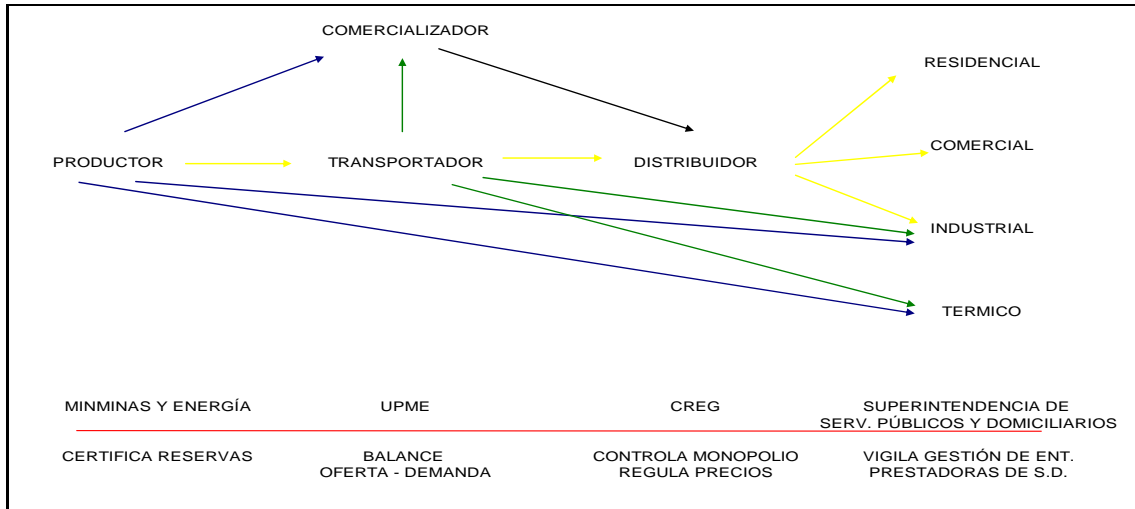 COMERCIALIZADOR
RESIDENCIAL
COMERCIAL
PRODUCTOR
TRANSPORTADOR
DISTRIBUIDOR
INDUSTRIAL
TERMICO
MINMINAS Y ENERGÍA
UPME
CREG
SUPERINTENDENCIA DE
SERV. PÚBLICOS Y DOMICILIARIOS
CERTIFICA RESERVAS
BALANCE
OFERTA - DEMANDA
CONTROLA MONOPOLIO
REGULA PRECIOS
VIGILA GESTIÓN DE ENT.
PRESTADORAS DE S.D.